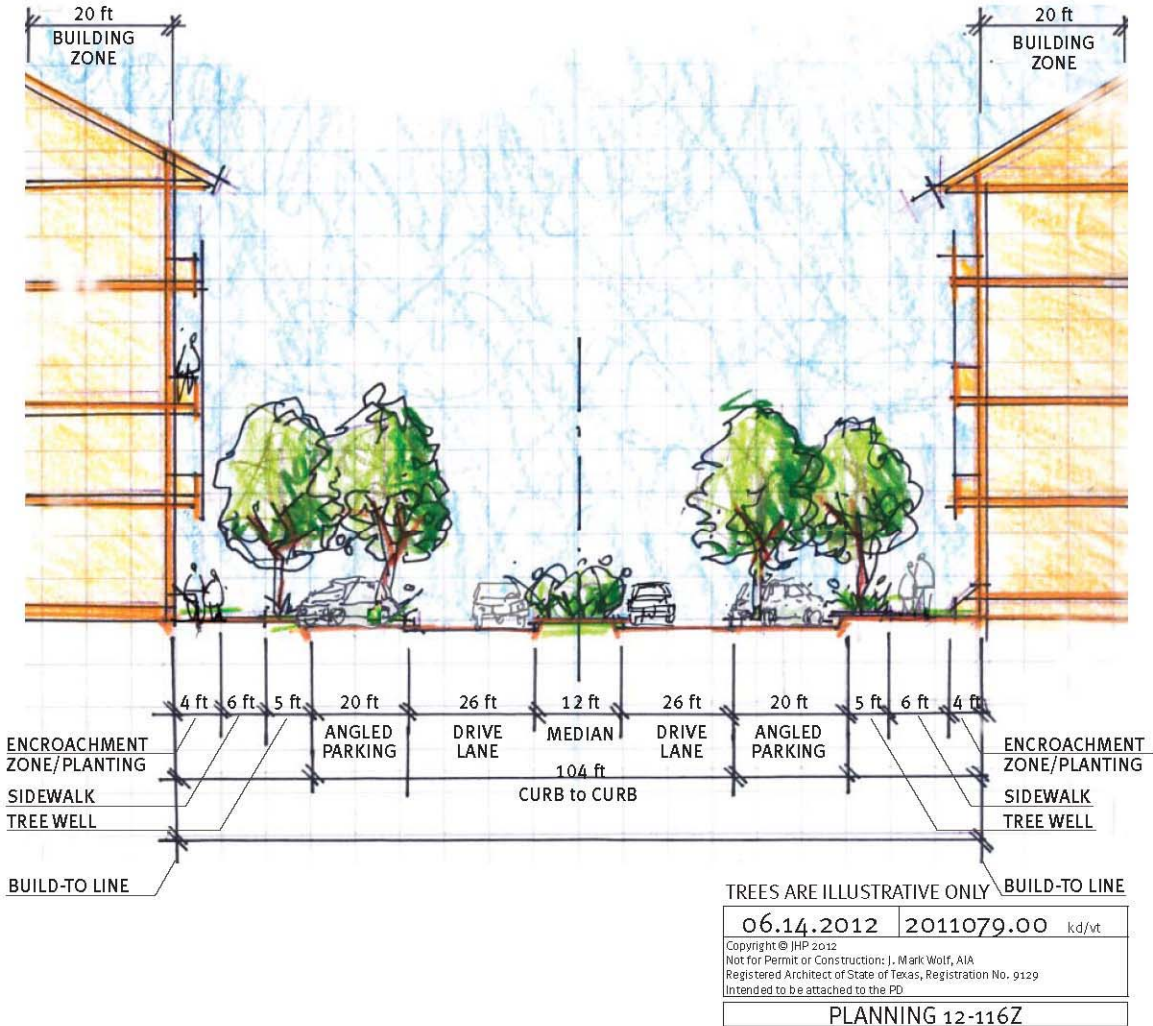 20 ft
BUILDING
ZONE
20 ft
BUILDING
ZONE
4 ft 6 ft 5 ft 20 ft 26 ft 12 ft 26 ft 20 ft 5 ft 6 ft 4 ft
ANGLED
PARKING
DRIVE
LANE
MEDIAN
DRIVE
LANE
ANGLED
PARKING
ENCROACHMENT
ZONE/PLANTING
SIDEWALK
TREE WELL
104 ft
CURB to CURB
ENCROACHMENT
ZONE/PLANTING
SIDEWALK
TREE WELL
BUILD-TO LINE
BUILD-TO LINE
TREES ARE ILLUSTRATIVE ONLY
06.14.2012 2011079.00 kd/vt
Copyright © JHP 2012
Not for Permit or Construction: J. Mark Wolf, AIA
Registered Architect of State of Texas, Registration No. 9129
Intended to be attached to the PD
PLANNING 12-116Z